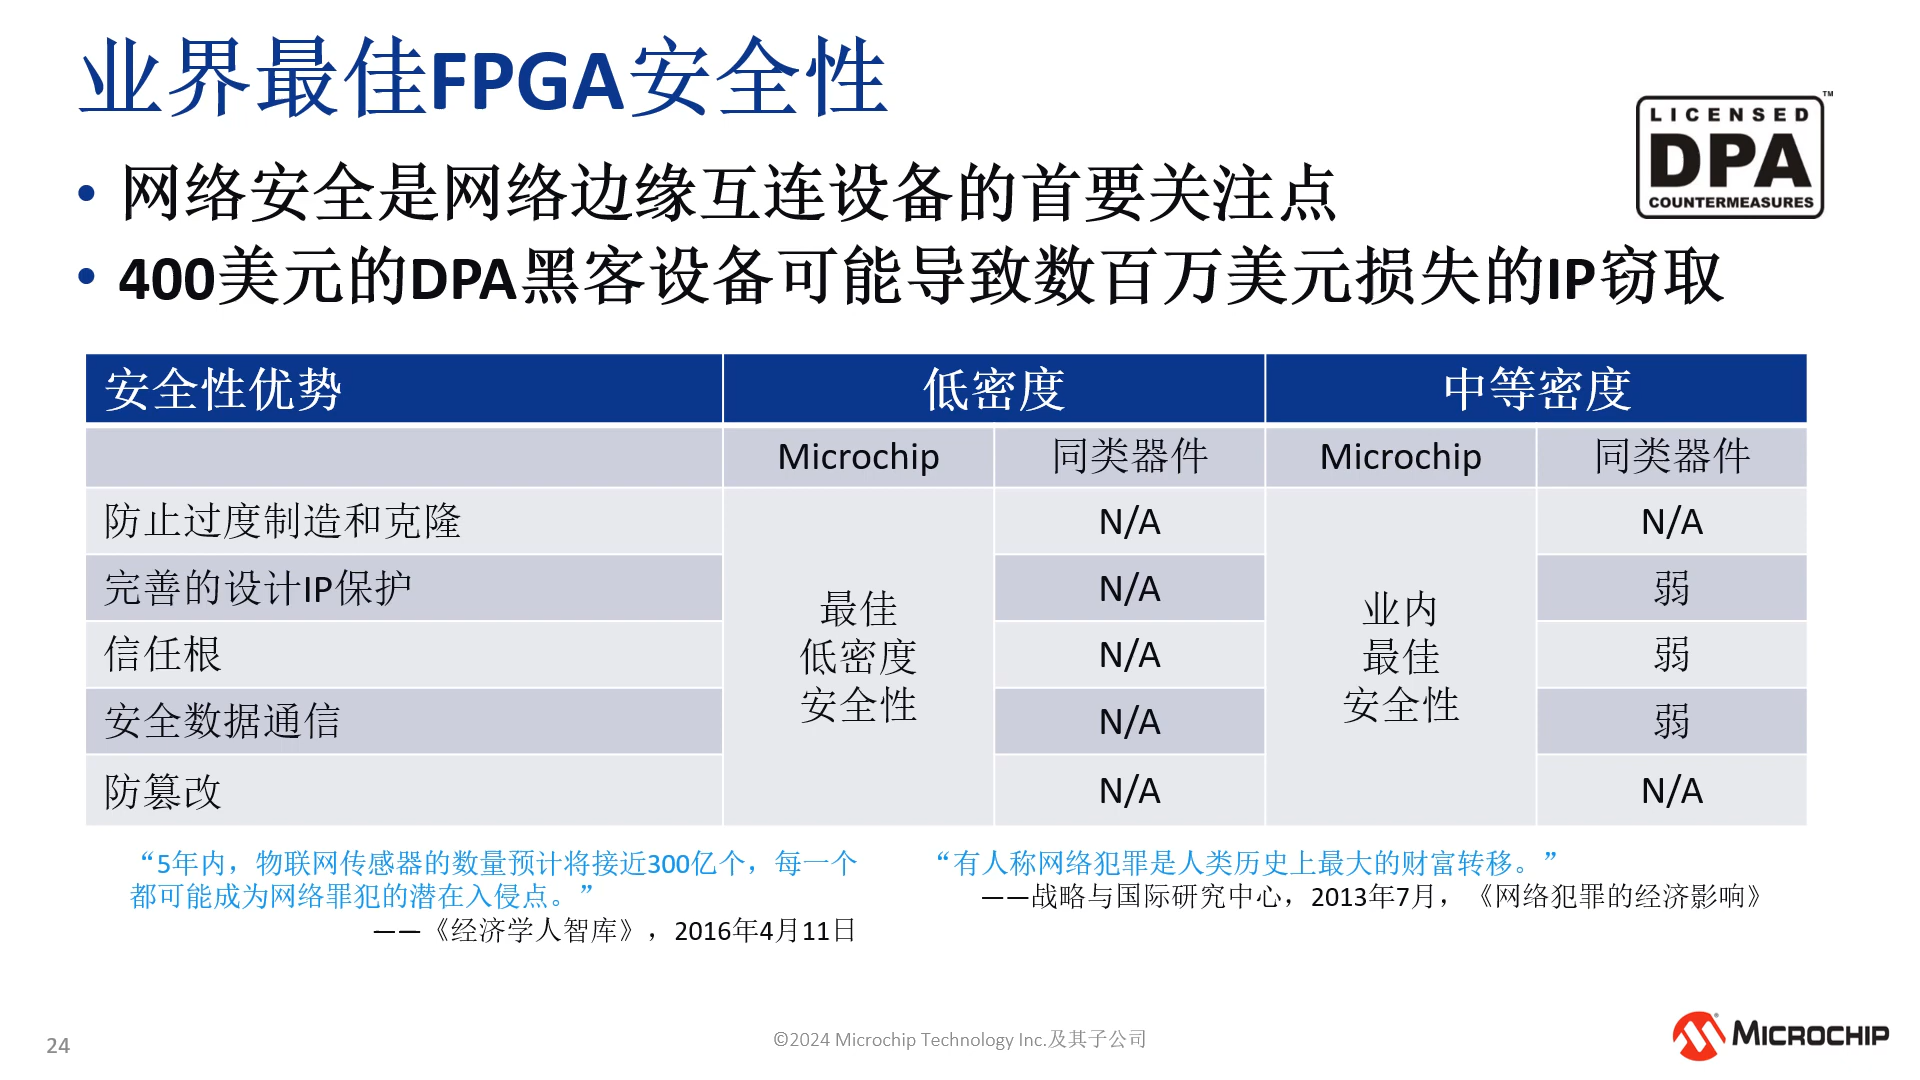 业界最佳FPGA安全性
LICENSED
DPA
COUNTERMEASURES
TM
• 网络安全是网络边缘互连设备的首要关注点
• 400美元的DPA黑客设备可能导致数百万美元损失的IP窃取
安全性优势 低密度 中等密度
Microchip 同类器件 Microchip 同类器件
防止过度制造和克隆 N/A N/A
完善的设计IP保护 N/A 弱
信任根 N/A 弱
安全数据通信 N/A 弱
防篡改 N/A N/A
最佳
低密度
安全性
业内
最佳
安全性
“5年内，物联网传感器的数量预计将接近300亿个，每一个
都可能成为网络罪犯的潜在入侵点。”
——《经济学人智库》，2016年4月11日
“有人称网络犯罪是人类历史上最大的财富转移。”
——战略与国际研究中心，2013年7月，《网络犯罪的经济影响》
24
©2024 Microchip Technology Inc.及其子公司
MICROCHIP